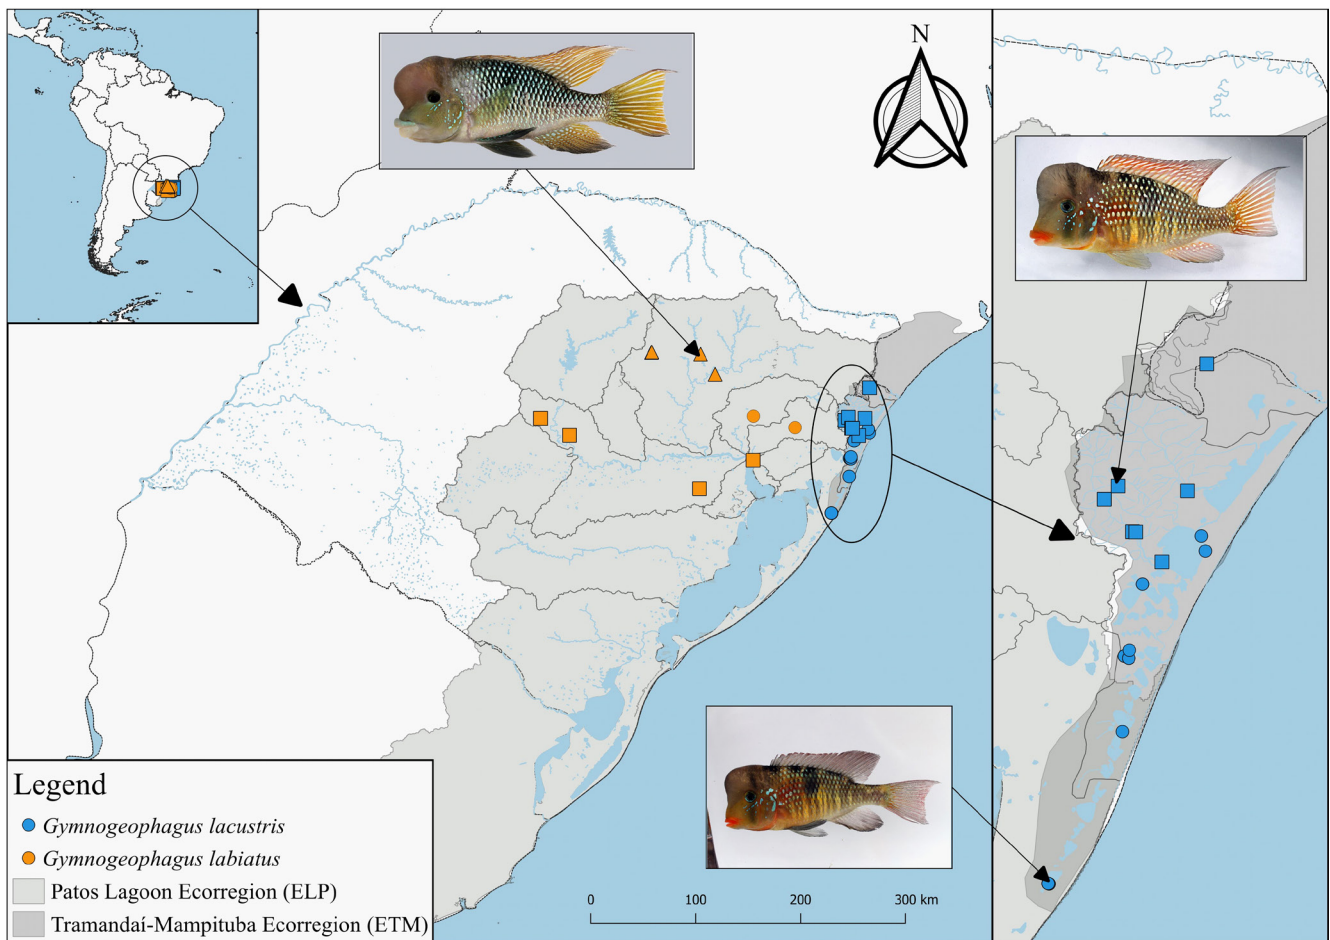 N
Legend
Gymnogeophagus lacustris
Gymnogeophagus labiatus
Patos Lagoon Ecorregion (ELP)
Tramandaí-Mampituba Ecorregion (ETM)
0 100 200 300 km